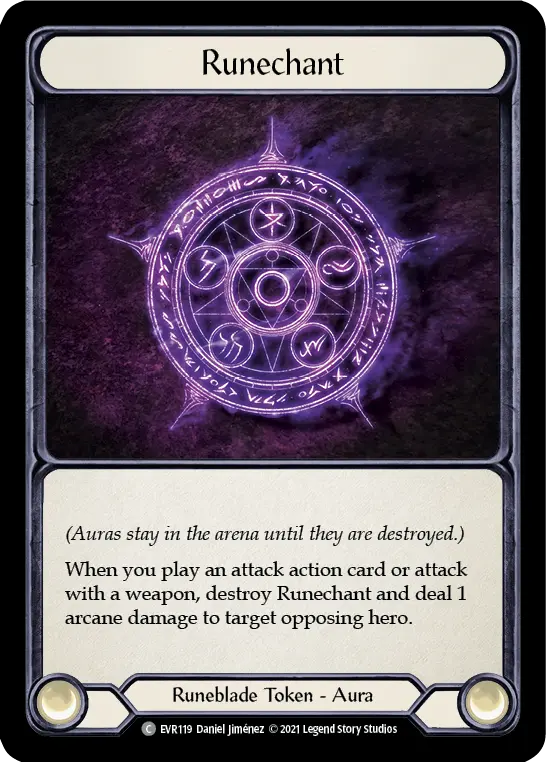 Runechant
(Auras stay in the arena until they are destroyed.)
When you play an attack action card or attack
with a weapon, destroy Runechant and deal 1
arcane damage to target opposing hero.
Runeblade Token - Aura
C EVR119 Daniel Jiménez © 2021 Legend Story Studios